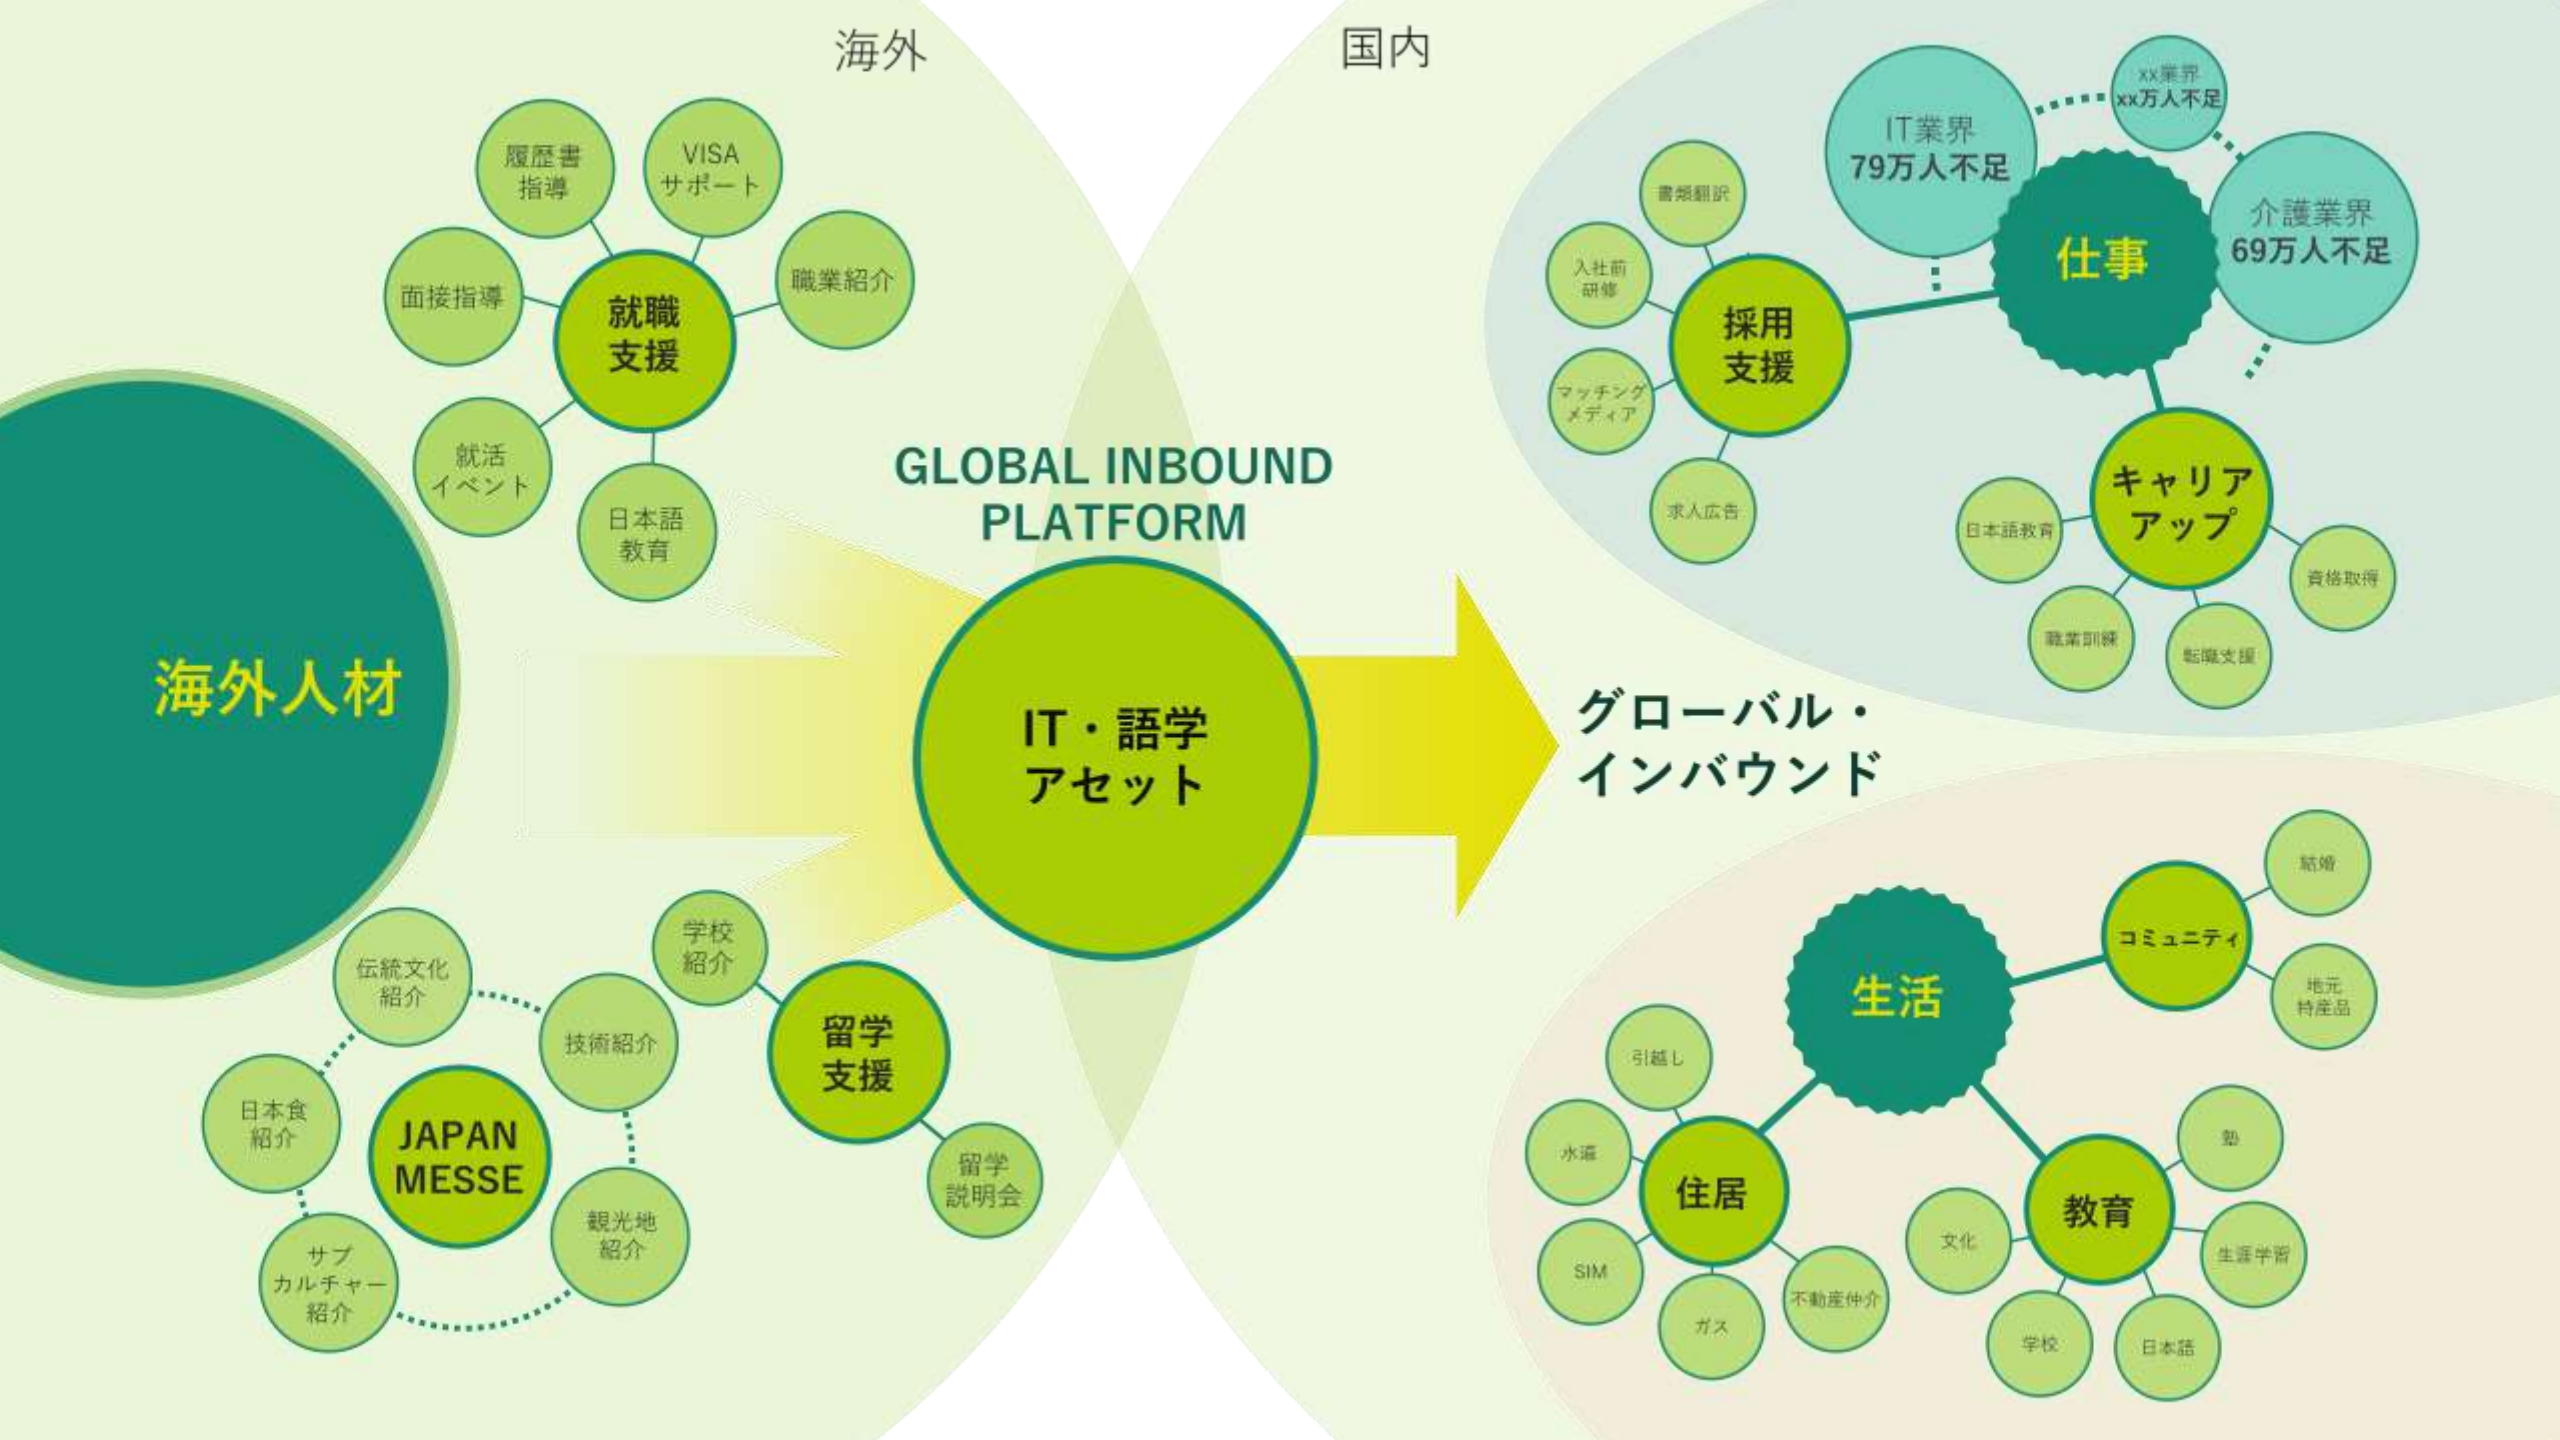 海外
国内
履歴書
指導
VISA
サポート
面接指導
職業紹介
就職
支援
就活
イベント
日本語
教育
海外人材
GLOBAL INBOUND
PLATFORM
IT・語学
アセット
伝統文化
紹介
技術紹介
日本食
紹介
JAPAN
MESSE
サブ
カルチャー
紹介
観光地
紹介
学校
紹介
留学
支援
留学
説明会
グローバル・
インバウンド
IT業界
79万人不足
xx業界
xx万人不足
介護業界
69万人不足
仕事
書類翻訳
入社前
研修
マッチング
メディア
求人広告
採用
支援
キャリア
アップ
日本語教育
職業訓練
転職支援
資格取得
生活
コミュニティ
結婚
地元
特産品
引越し
水道
SIM
ガス
不動産仲介
住居
教育
塾
生涯学習
文化
学校
日本語